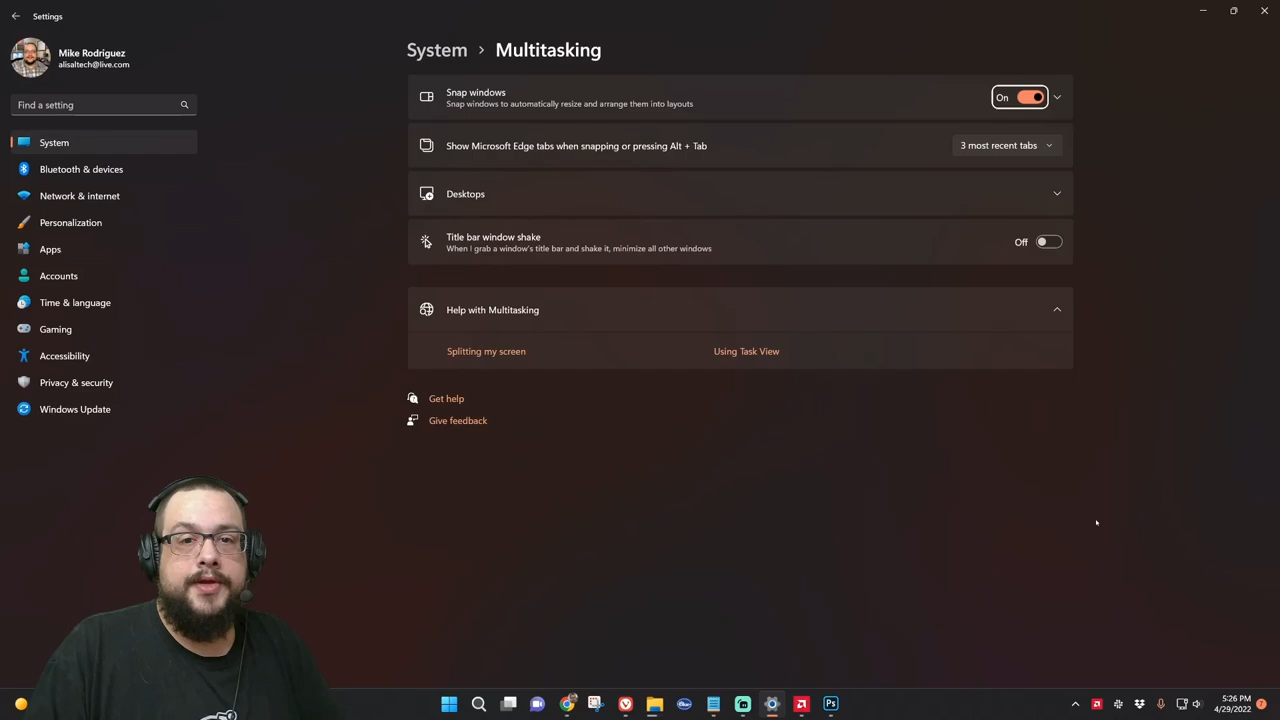 Settings
Mike Rodriguez
alisaltech@live.com
Find a setting
System
Bluetooth & devices
Network & internet
Personalization
Apps
Accounts
Time & language
Gaming
Accessibility
Privacy & security
Windows Update
System > Multitasking
Snap windows
Snap windows to automatically resize and arrange them into layouts
On
Show Microsoft Edge tabs when snapping or pressing Alt + Tab
3 most recent tabs
Desktops
Title bar window shake
When I grab a window's title bar and shake it, minimize all other windows
Off
Help with Multitasking
Splitting my screen
Using Task View
Get help
Give feedback
Ps
5:26 PM
4/29/2022